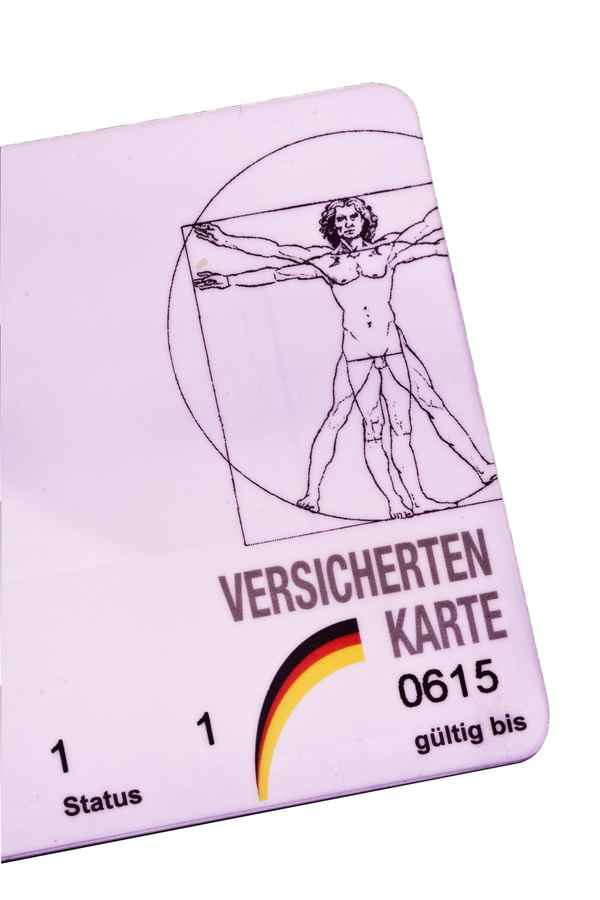 VERSICHERTEN
KARTE
1 1 0615
Status gültig bis